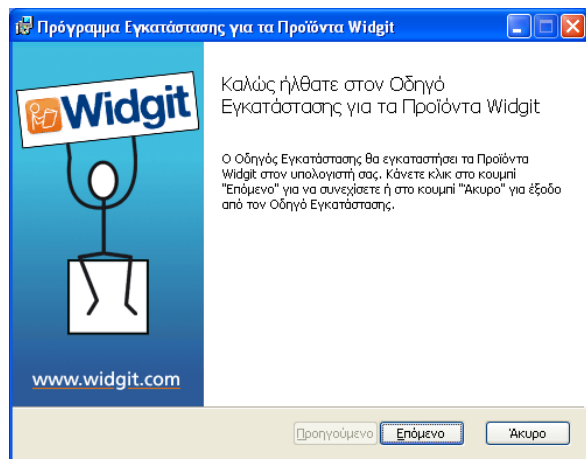 Πρόγραμμα Εγκατάστασης για τα Προϊόντα Widgit
Widgit
www.widgit.com
Καλώς ήλθατε στον Οδηγό
Εγκατάστασης για τα Προϊόντα Widgit
Ο Οδηγός Εγκατάστασης θα εγκαταστήσει τα Προϊόντα
Widgit στον υπολογιστή σας. Κάνετε κλικ στο κουμπί
"Επόμενο" για να συνεχίσετε ή στο κουμπί "Άκυρο" για έξοδο
από τον Οδηγό Εγκατάστασης.
Προηγούμενο
Επόμενο
Άκυρο